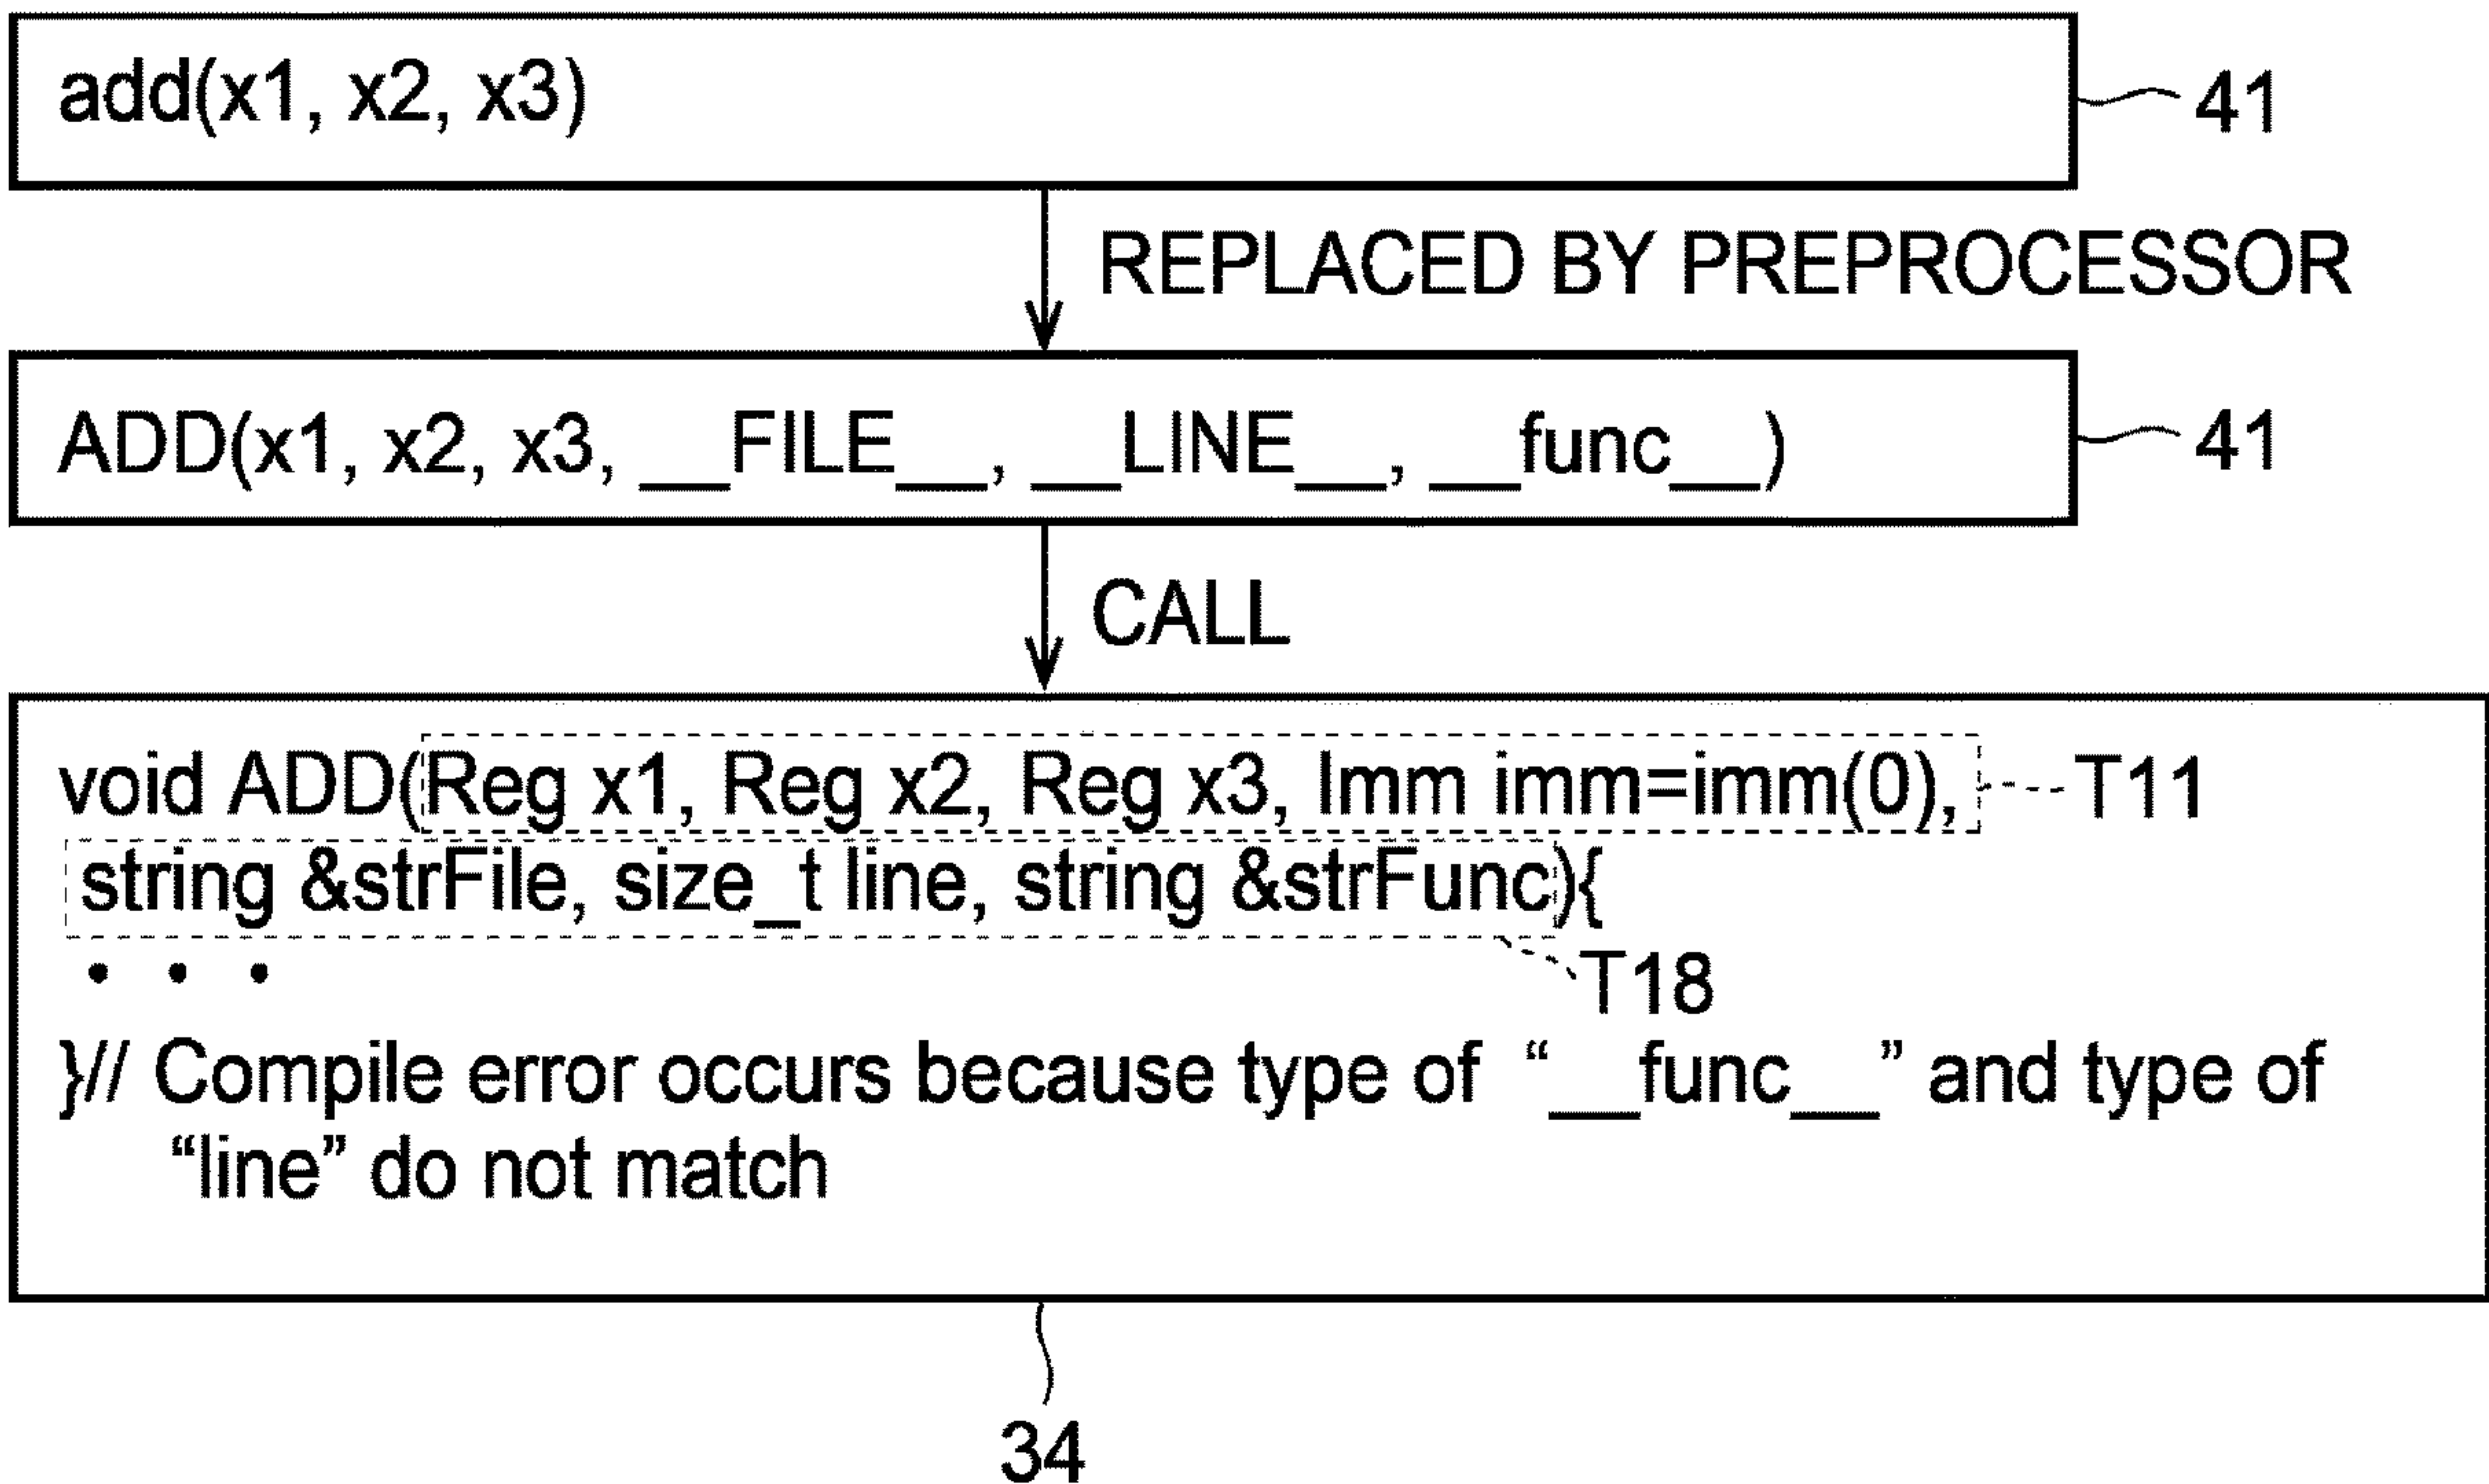 add(x1, x2, x3)
41
REPLACED BY PREPROCESSOR
ADD(x1, x2, x3, __FILE__, __LINE__, __func__)
41
CALL
void ADD(Reg x1, Reg x2, Reg x3, Imm imm=imm(0),
T11
string &strFile, size_t line, string &strFunc){
• • •
T18
}// Compile error occurs because type of “__func__” and type of
“line” do not match
34